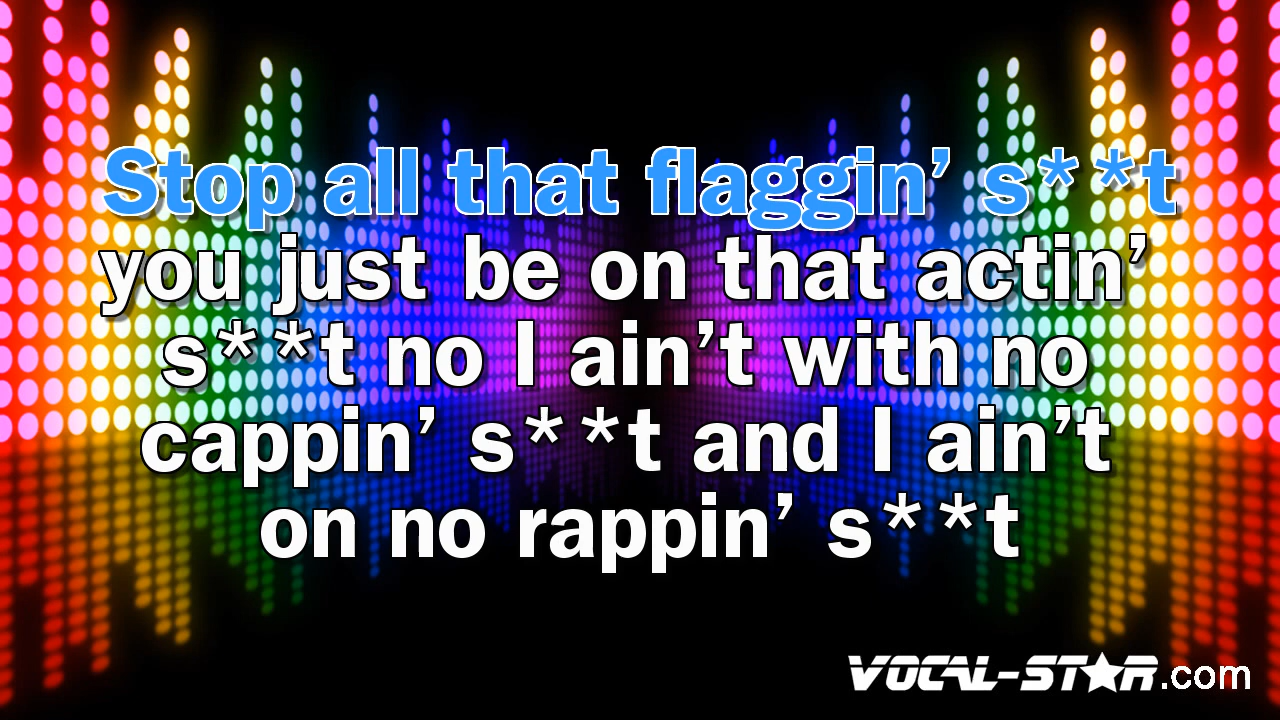 Stop all that flaggin’ s**t
you just be on that actin’
s**t no I ain’t with no
cappin’ s**t and I ain’t
on no rappin’ s**t
VOCAL-STAR.com